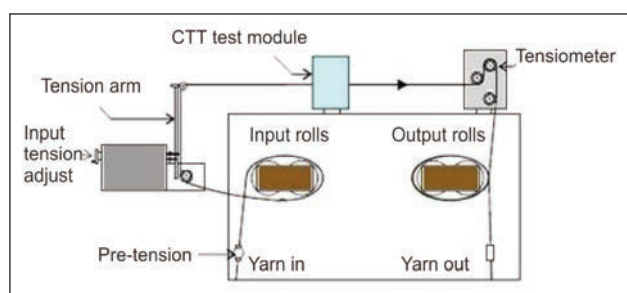 CTT test module
Tensiometer
Tension arm
Input
tension
adjust
Input rolls
Output rolls
Pre-tension
Yarn in
Yarn out